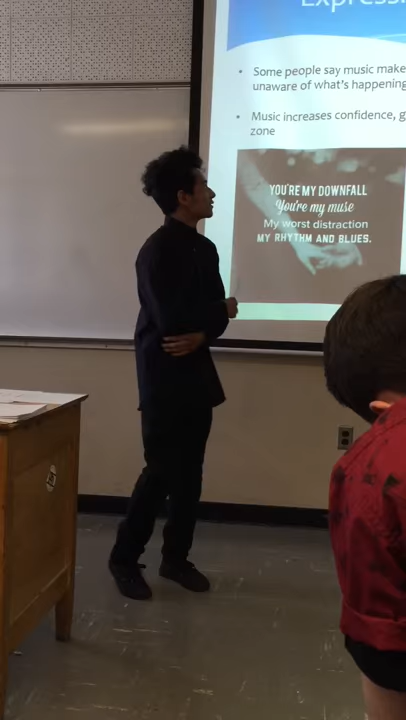 Express
• Some people say music make
unaware of what's happening
• Music increases confidence, g
zone
YOU'RE MY DOWNFALL
You're my muse
My worst distraction
MY RHYTHM AND BLUES.